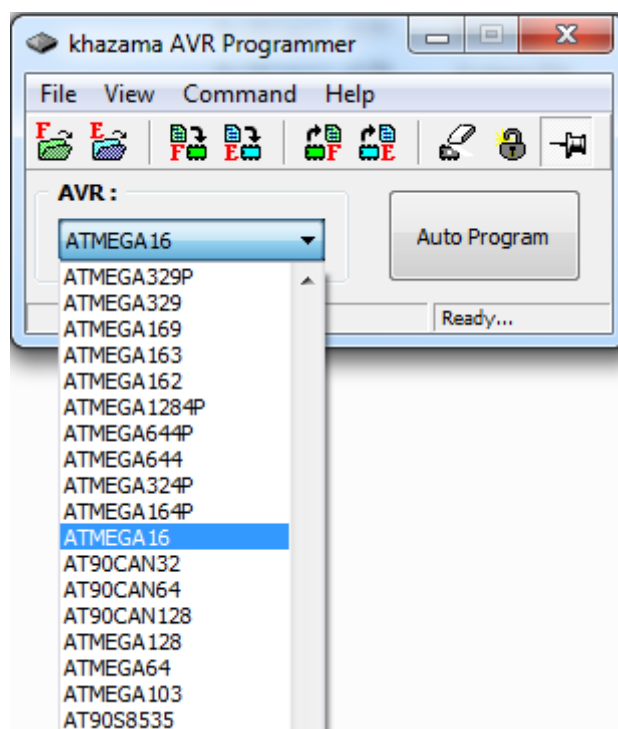 khazama AVR Programmer
File View Command Help
F E F E F E
AVR :
ATMEGA16
Auto Program
ATMEGA329P
ATMEGA329
Ready...
ATMEGA169
ATMEGA163
ATMEGA162
ATMEGA1284P
ATMEGA644P
ATMEGA644
ATMEGA324P
ATMEGA164P
ATMEGA16
AT90CAN32
AT90CAN64
AT90CAN128
ATMEGA128
ATMEGA64
ATMEGA103
AT90S8535